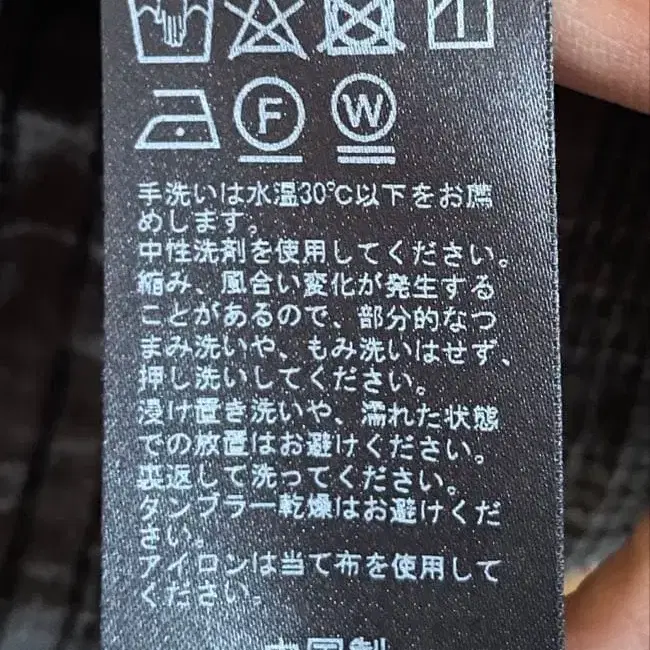 F W
手洗いは水温30℃以下をお薦
めします。
中性洗剤を使用してください。
縮み、風合い変化が発生する
ことがあるので、部分的なつ
まみ洗いや、もみ洗いはせず、
押し洗いしてください。
浸け置き洗いや、濡れた状態
での放置はお避けください。
裏返して洗ってください。
タンブラー乾燥はお避けくだ
さい。
アイロンは当て布を使用して
ください。
中国製